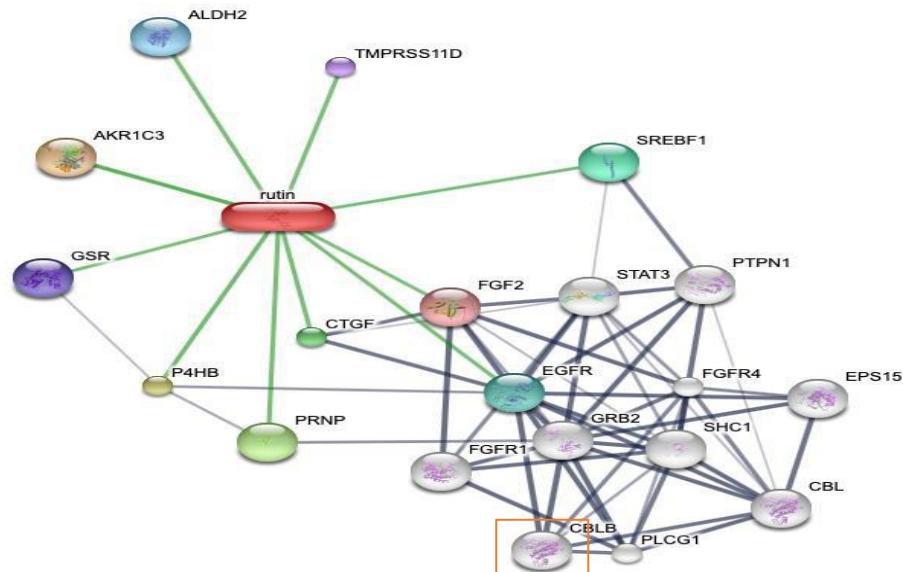 ALDH2
TMPRSS11D
AKR1C3
SREBF1
rutin
GSR
PTPN1
STAT3
FGF2
CTGF
P4HB
EGFR
FGFR4
EPS15
GRB2
PRNP
SHC1
FGFR1
CBL
CBLB
PLCG1